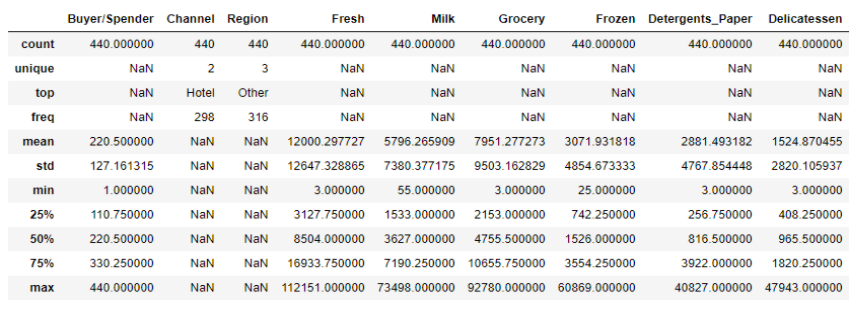 Buyer/Spender Channel Region Fresh Milk Grocery Frozen Detergents_Paper Delicatessen
count 440.000000 440 440 440.000000 440.000000 440.000000 440.000000 440.000000 440.000000
unique NaN 2 3 NaN NaN NaN NaN NaN NaN
top NaN Hotel Other NaN NaN NaN NaN NaN NaN
freq NaN 298 316 NaN NaN NaN NaN NaN NaN
mean 220.500000 NaN NaN 12000.297727 5796.265909 7951.277273 3071.931818 2881.493182 1524.870455
std 127.161315 NaN NaN 12647.328865 7380.377175 9503.162829 4854.673333 4767.854448 2820.105937
min 1.000000 NaN NaN 3.000000 55.000000 3.000000 25.000000 3.000000 3.000000
25% 110.750000 NaN NaN 3127.750000 1533.000000 2153.000000 742.250000 256.750000 408.250000
50% 220.500000 NaN NaN 8504.000000 3627.000000 4755.500000 1526.000000 816.500000 965.500000
75% 330.250000 NaN NaN 16933.750000 7190.250000 10655.750000 3554.250000 3922.000000 1820.250000
max 440.000000 NaN NaN 112151.000000 73498.000000 92780.000000 60869.000000 40827.000000 47943.000000